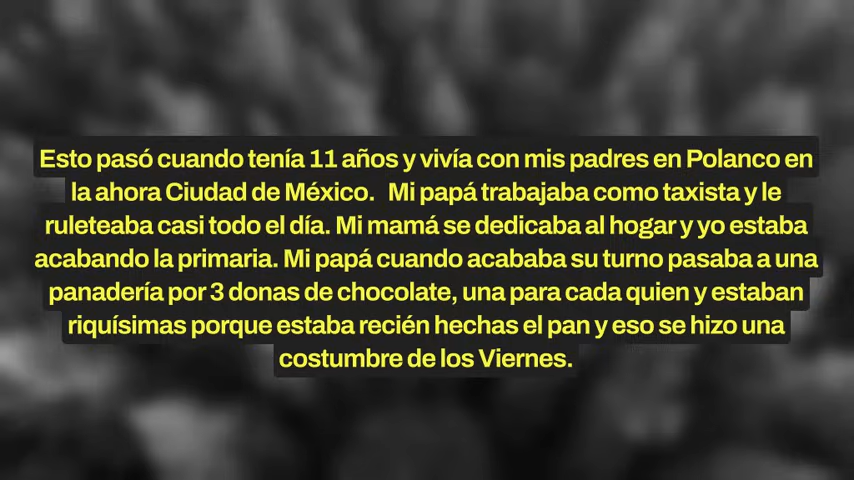 Esto pasó cuando tenía 11 años y vivía con mis padres en Polanco en
la ahora Ciudad de México.   Mi papá trabajaba como taxista y le
ruleteaba casi todo el día. Mi mamá se dedicaba al hogar y yo estaba
acabando la primaria. Mi papá cuando acababa su turno pasaba a una
panadería por 3 donas de chocolate, una para cada quien y estaban
riquísimas porque estaba recién hechas el pan y eso se hizo una
costumbre de los Viernes.